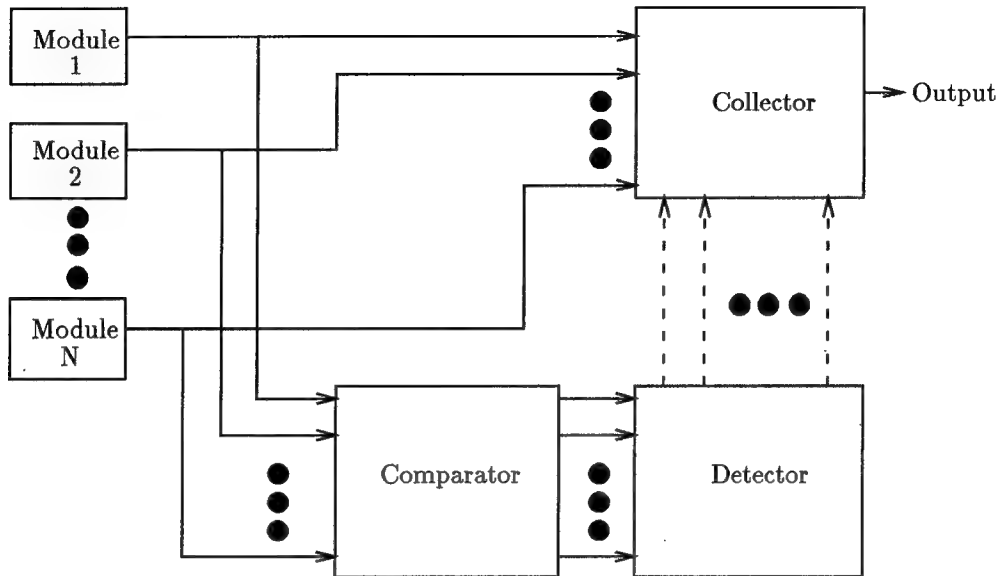 Module
1
Collector
Output
Module
2
Module
N
Comparator
Detector